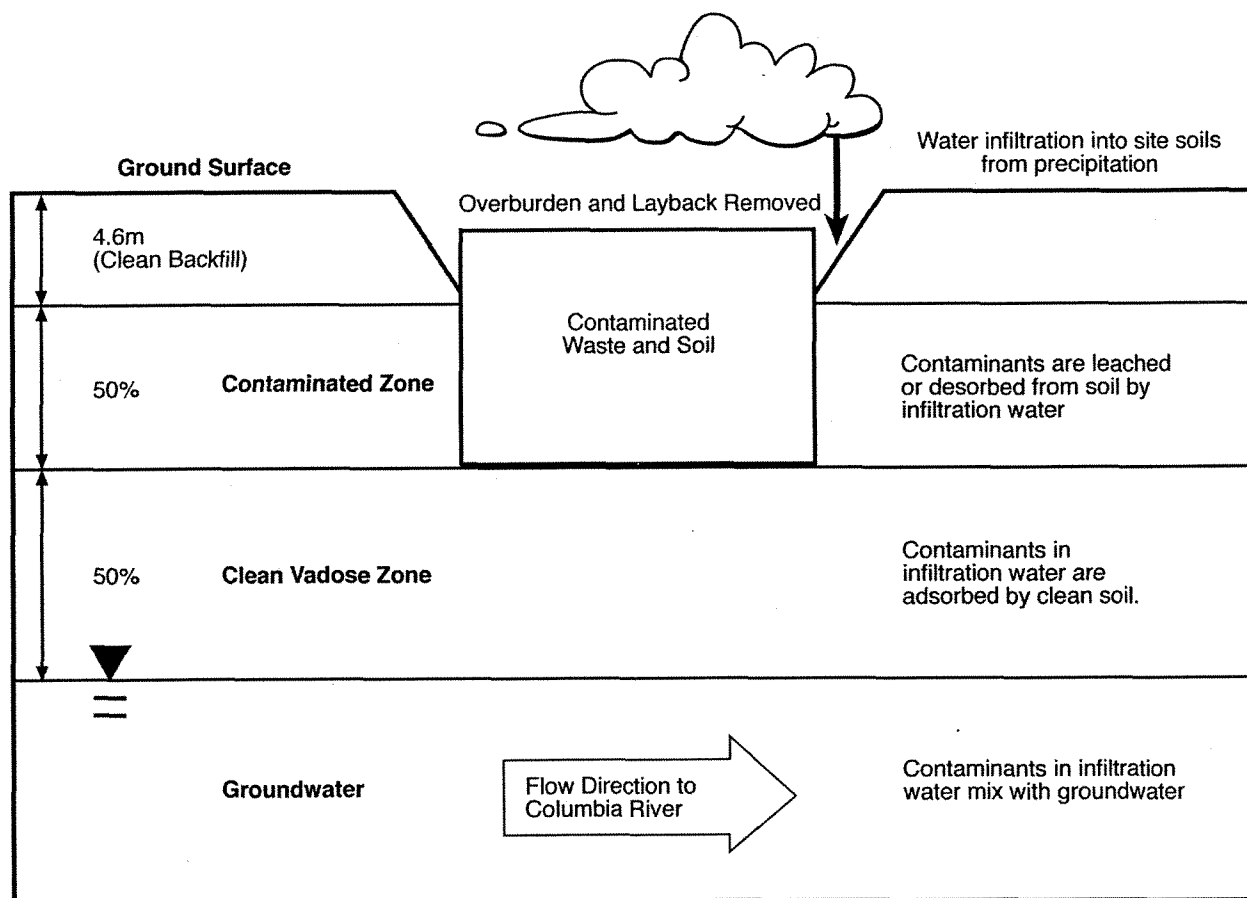 Water infiltration into site soils
from precipitation
Ground Surface
Overburden and Layback Removed
4.6m
(Clean Backfill)
Contaminated
Waste and Soil
50%
Contaminated Zone
Contaminants are leached
or desorbed from soil by
infiltration water
50%
Clean Vadose Zone
Contaminants in
infiltration water are
adsorbed by clean soil.
Groundwater
Flow Direction to
Columbia River
Contaminants in infiltration
water mix with groundwater